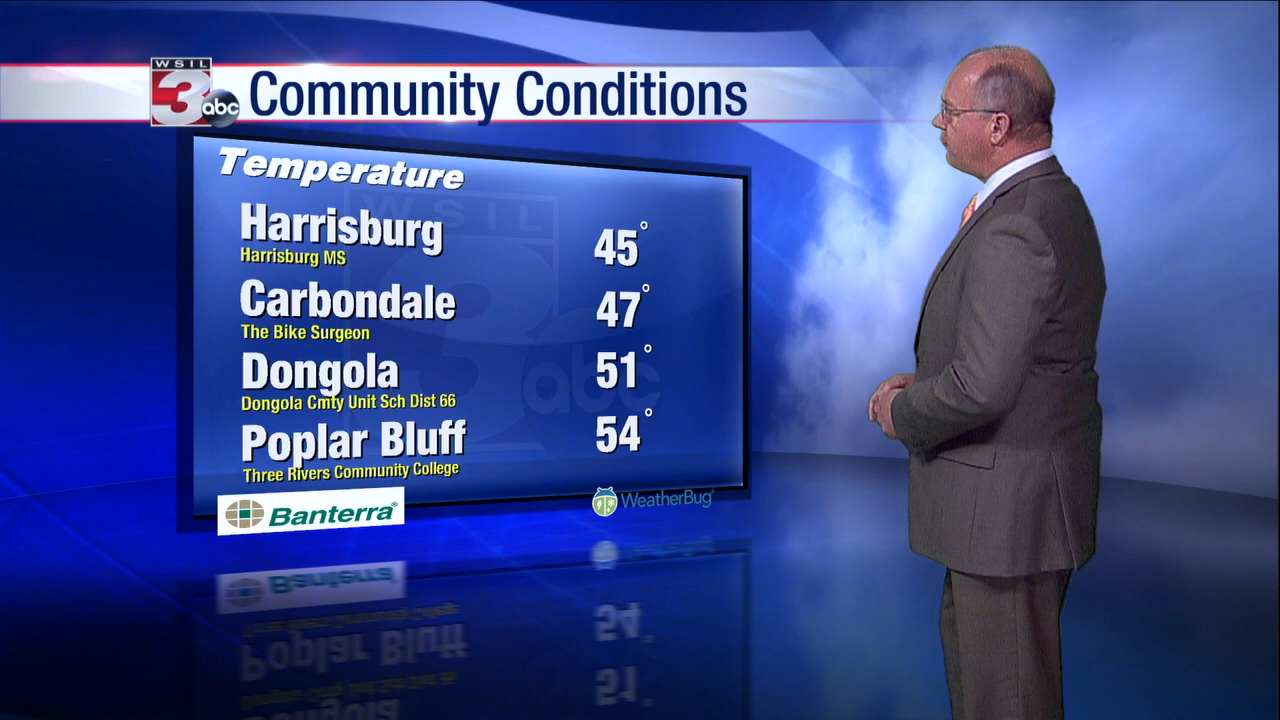 WSIL
3
abc
Community Conditions
Temperature
Harrisburg 45°
Harrisburg MS
Carbondale 47°
The Bike Surgeon
Dongola 51°
Dongola Cmty Unit Sch Dist 66
Poplar Bluff 54°
Three Rivers Community College
Banterra®
WeatherBug®